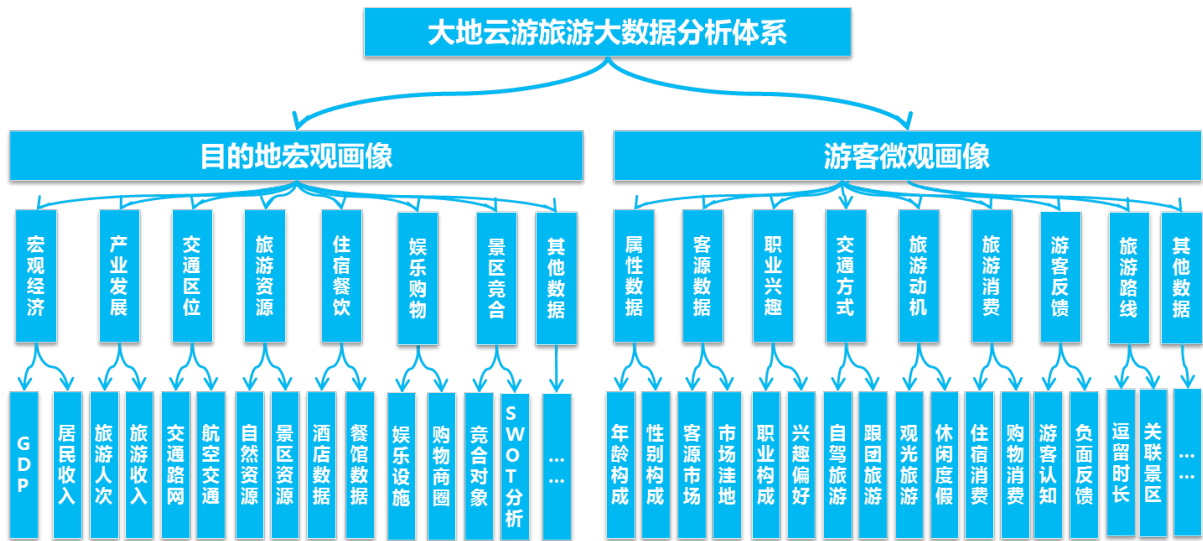 大地云游旅游大数据分析体系
目的地宏观画像
游客微观画像
宏观经济
产业发展
交通区位
旅游资源
住宿餐饮
娱乐购物
景区竞合
其他数据
属性数据
客源数据
职业兴趣
交通方式
旅游动机
旅游消费
游客反馈
旅游路线
其他数据
GDP
居民收入
旅游人次
旅游收入
交通路网
航空交通
自然资源
景区资源
酒店数据
餐馆数据
娱乐设施
购物商圈
竞合对象
SWOT分析
……
年龄构成
性别构成
客源市场
市场洼地
职业构成
兴趣偏好
自驾旅游
跟团旅游
观光旅游
休闲度假
住宿消费
购物消费
游客认知
负面反馈
逗留时长
关联景区
……